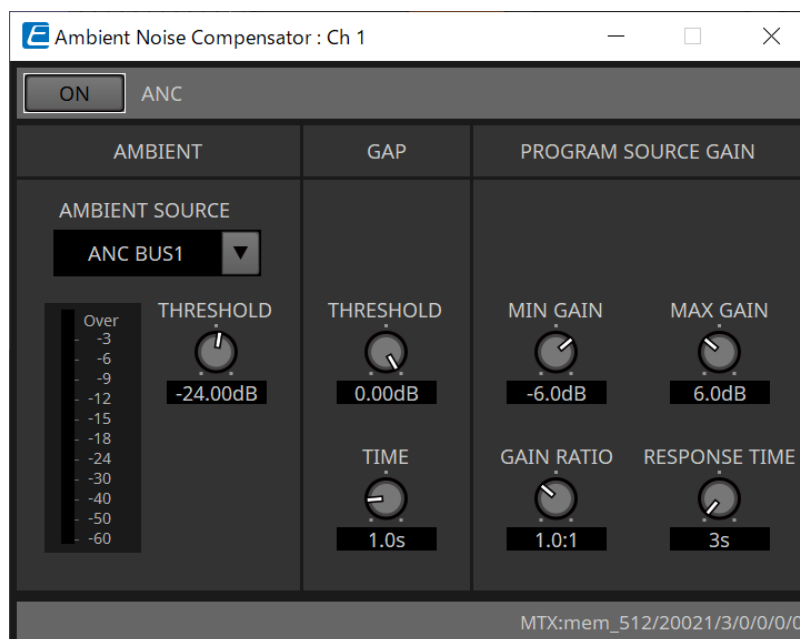 Ambient Noise Compensator : Ch 1
ON ANC
AMBIENT GAP PROGRAM SOURCE GAIN
AMBIENT SOURCE
ANC BUS1
THRESHOLD THRESHOLD MIN GAIN MAX GAIN
-24.00dB 0.00dB -6.0dB 6.0dB
Over
-3
-6
-9
-12
-15
-18
-24
-30
-40
-50
-60
TIME GAIN RATIO RESPONSE TIME
1.0s 1.0:1 3s
MTX:mem_512/20021/3/0/0/0/0